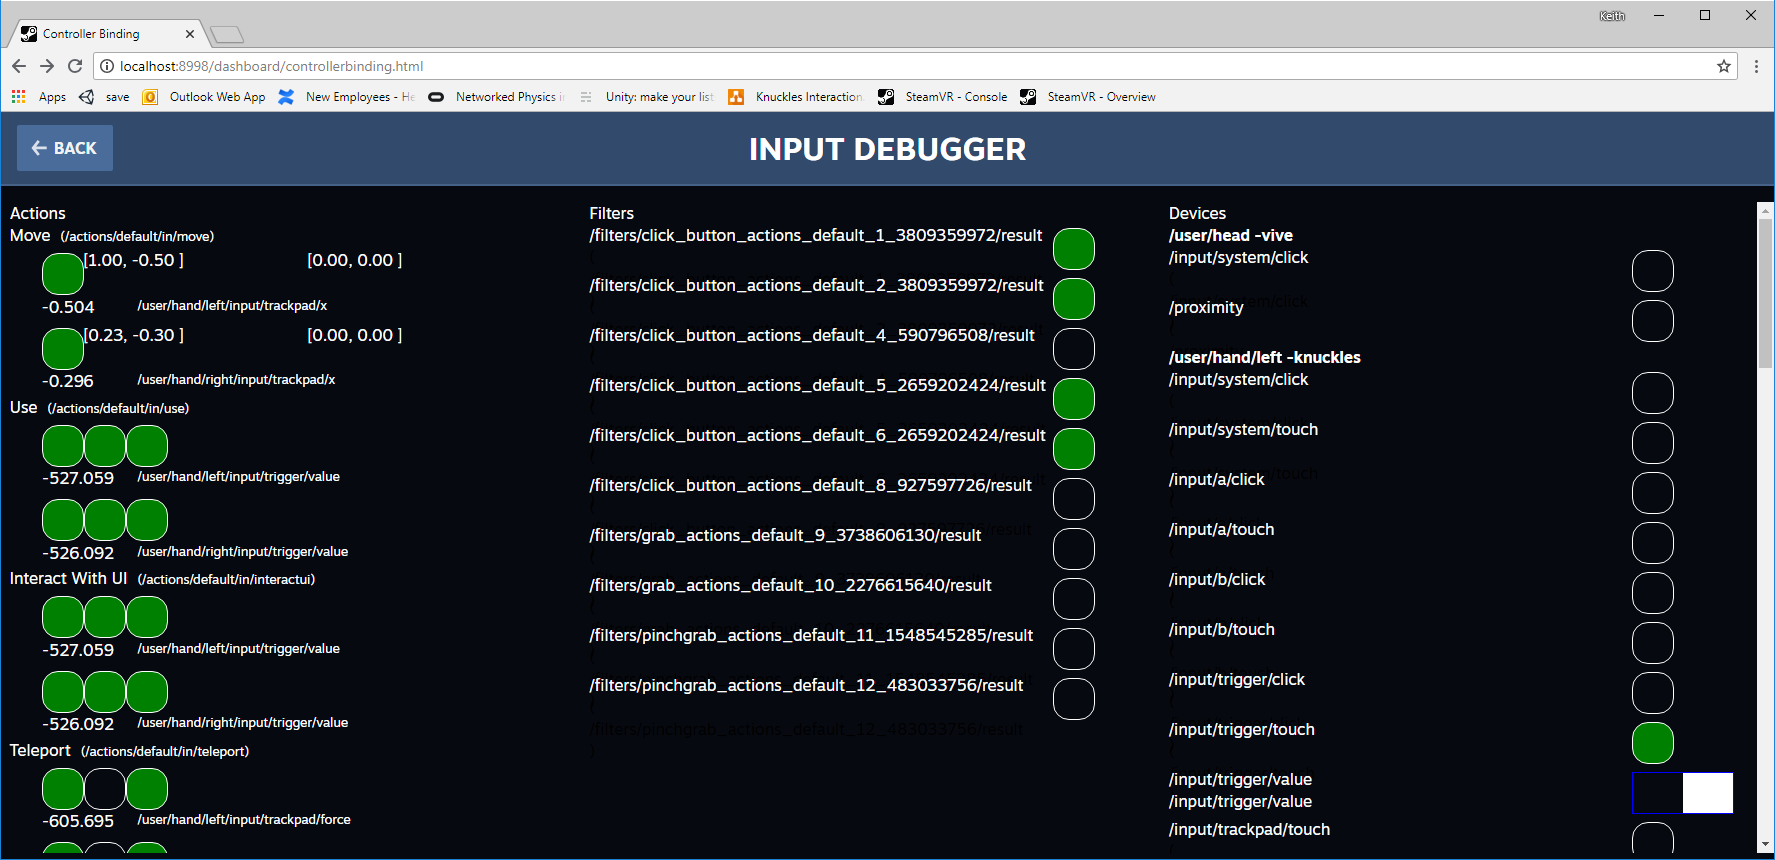 Keith
Controller Binding
localhost:8998/dashboard/controllerbinding.html
Apps save Outlook Web App New Employees - He Networked Physics in Unity: make your list Knuckles Interaction SteamVR - Console SteamVR - Overview
BACK
INPUT DEBUGGER
Actions
Move (/actions/default/in/move)
[1.00, -0.50 ] [0.00, 0.00 ]
-0.504 /user/hand/left/input/trackpad/x
[0.23, -0.30 ] [0.00, 0.00 ]
-0.296 /user/hand/right/input/trackpad/x
Use (/actions/default/in/use)
-527.059 /user/hand/left/input/trigger/value
-526.092 /user/hand/right/input/trigger/value
Interact With UI (/actions/default/in/interactui)
-527.059 /user/hand/left/input/trigger/value
-526.092 /user/hand/right/input/trigger/value
Teleport (/actions/default/in/teleport)
-605.695 /user/hand/left/input/trackpad/force
Filters
/filters/click_button_actions_default_1_3809359972/result
/filters/click_button_actions_default_2_3809359972/result
/filters/click_button_actions_default_4_590796508/result
/filters/click_button_actions_default_5_2659202424/result
/filters/click_button_actions_default_6_2659202424/result
/filters/click_button_actions_default_8_927597726/result
/filters/grab_actions_default_9_3738606130/result
/filters/grab_actions_default_10_2276615640/result
/filters/pinchgrab_actions_default_11_1548545285/result
/filters/pinchgrab_actions_default_12_483033756/result
/filters/pinchgrab_actions_default_12_483033756/result
Devices
/user/head -vive
/input/system/click
/proximity
/user/hand/left -knuckles
/input/system/click
/input/system/touch
/input/a/click
/input/a/touch
/input/b/click
/input/b/touch
/input/trigger/click
/input/trigger/touch
/input/trigger/value
/input/trigger/value
/input/trackpad/touch